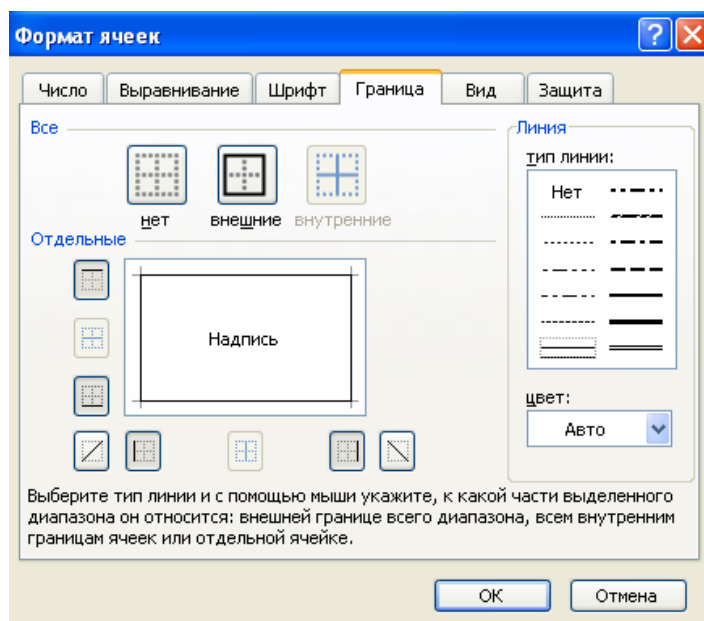 Формат ячеек
Число Выравнивание Шрифт Граница Вид Защита
Все
нет внешние внутренние
Отдельные
Надпись
Линия
тип линии:
Нет
цвет:
Авто
Выберите тип линии и с помощью мыши укажите, к какой части выделенного
диапазона он относится: внешней границе всего диапазона, всем внутренним
границам ячеек или отдельной ячейке.
ОК Отмена